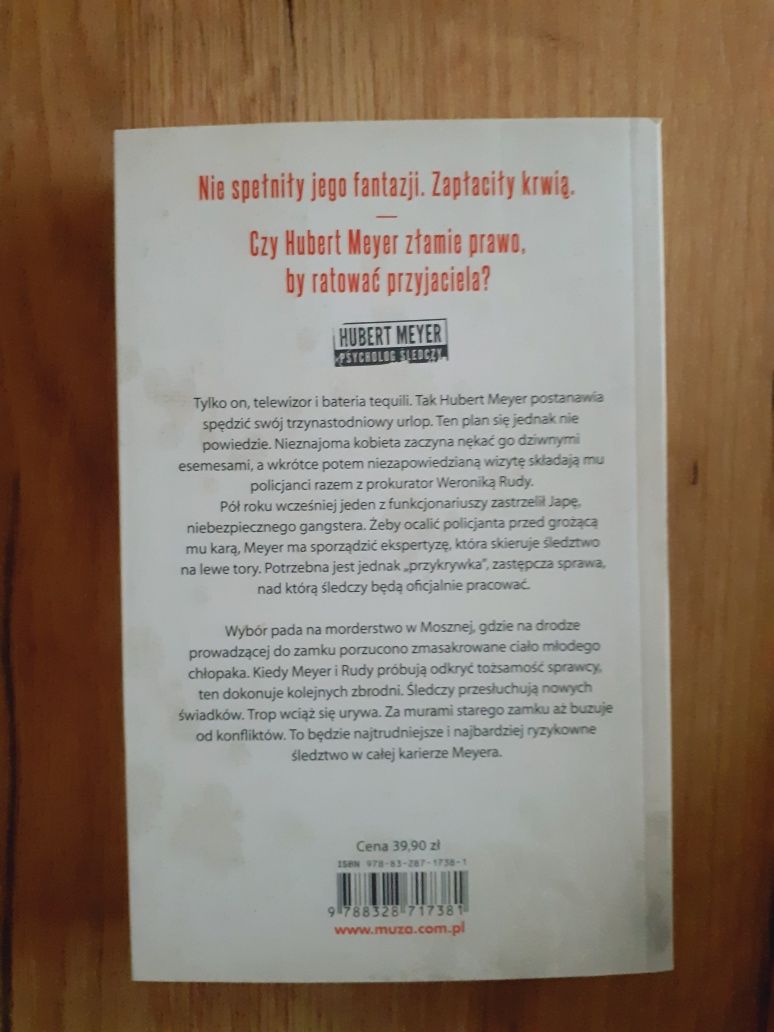 Nie spełniły jego fantazji. Zapłaciły krwią.
—
Czy Hubert Meyer złamie prawo,
by ratować przyjaciela?
HUBERT MEYER
PSYCHOLOG ŚLEDCZY
Tylko on, telewizor i bateria tequili. Tak Hubert Meyer postanawia
spędzić swój trzynastodniowy urlop. Ten plan się jednak nie
powiedzie. Nieznajoma kobieta zaczyna nękać go dziwnymi
esemesami, a wkrótce potem niezapowiedzianą wizytę składają mu
policjanci razem z prokurator Weroniką Rudy.
Pół roku wcześniej jeden z funkcjonariuszy zastrzelił Japę,
niebezpiecznego gangstera. Żeby ocalić policjanta przed grożącą
mu karą, Meyer ma sporządzić ekspertyzę, która skieruje śledztwo
na lewe tory. Potrzebna jest jednak „przykrywka”, zastępcza sprawa,
nad którą śledczy będą oficjalnie pracować.
Wybór pada na morderstwo w Mosznej, gdzie na drodze
prowadzącej do zamku porzucono zmasakrowane ciało młodego
chłopaka. Kiedy Meyer i Rudy próbują odkryć tożsamość sprawcy,
ten dokonuje kolejnych zbrodni. Śledczy przesłuchują nowych
świadków. Trop wciąż się urywa. Za murami starego zamku aż buzuje
od konfliktów. To będzie najtrudniejsze i najbardziej ryzykowne
śledztwo w całej karierze Meyera.
Cena 39,90 zł
ISBN 978-83-287-1738-1
9 788328 717381
www.muza.com.pl